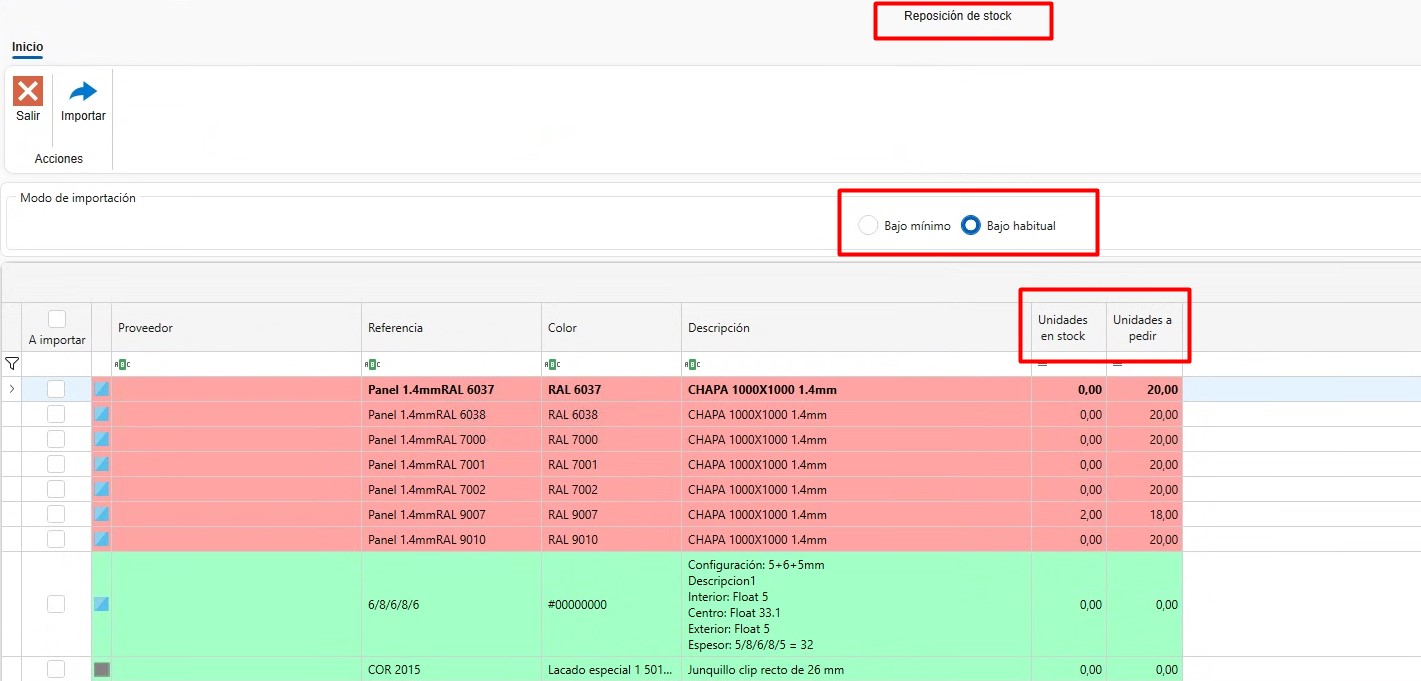 Reposición de stock
Inicio
Salir
Importar
Acciones
Modo de importación
Bajo mínimo
Bajo habitual
A importar
Proveedor
Referencia
Color
Descripción
Unidades
en stock
Unidades a
pedir
ABC ABC ABC ABC
Panel 1.4mmRAL 6037 RAL 6037 CHAPA 1000X1000 1.4mm 0,00 20,00
Panel 1.4mmRAL 6038 RAL 6038 CHAPA 1000X1000 1.4mm 0,00 20,00
Panel 1.4mmRAL 7000 RAL 7000 CHAPA 1000X1000 1.4mm 0,00 20,00
Panel 1.4mmRAL 7001 RAL 7001 CHAPA 1000X1000 1.4mm 0,00 20,00
Panel 1.4mmRAL 7002 RAL 7002 CHAPA 1000X1000 1.4mm 0,00 20,00
Panel 1.4mmRAL 9007 RAL 9007 CHAPA 1000X1000 1.4mm 2,00 18,00
Panel 1.4mmRAL 9010 RAL 9010 CHAPA 1000X1000 1.4mm 0,00 20,00
6/8/6/8/6 #00000000
Configuración: 5+6+5mm
Descripcion1
Interior: Float 5
Centro: Float 33.1
Exterior: Float 5
Espesor: 5/8/6/8/5 = 32
0,00 0,00
COR 2015 Lacado especial 1 501... Junquillo clip recto de 26 mm 0,00 0,00